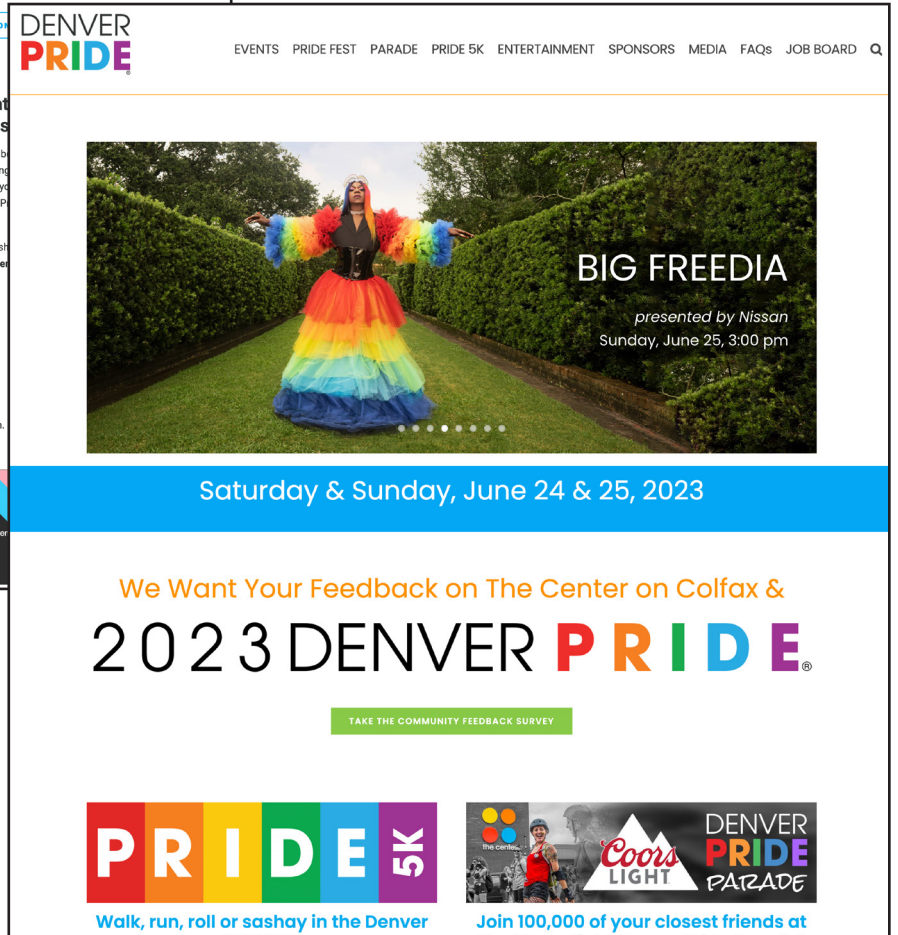 DENVER
PRIDE®
EVENTS PRIDE FEST PARADE PRIDE 5K ENTERTAINMENT SPONSORS MEDIA FAQs JOB BOARD
BIG FREEDIA
presented by Nissan
Sunday, June 25, 3:00 pm
Saturday & Sunday, June 24 & 25, 2023
We Want Your Feedback on The Center on Colfax &
2023 DENVER PRIDE®
TAKE THE COMMUNITY FEEDBACK SURVEY
PRIDE 5K
the center
Coors
LIGHT
DENVER
PRIDE
PARADE
Walk, run, roll or sashay in the Denver
Join 100,000 of your closest friends at